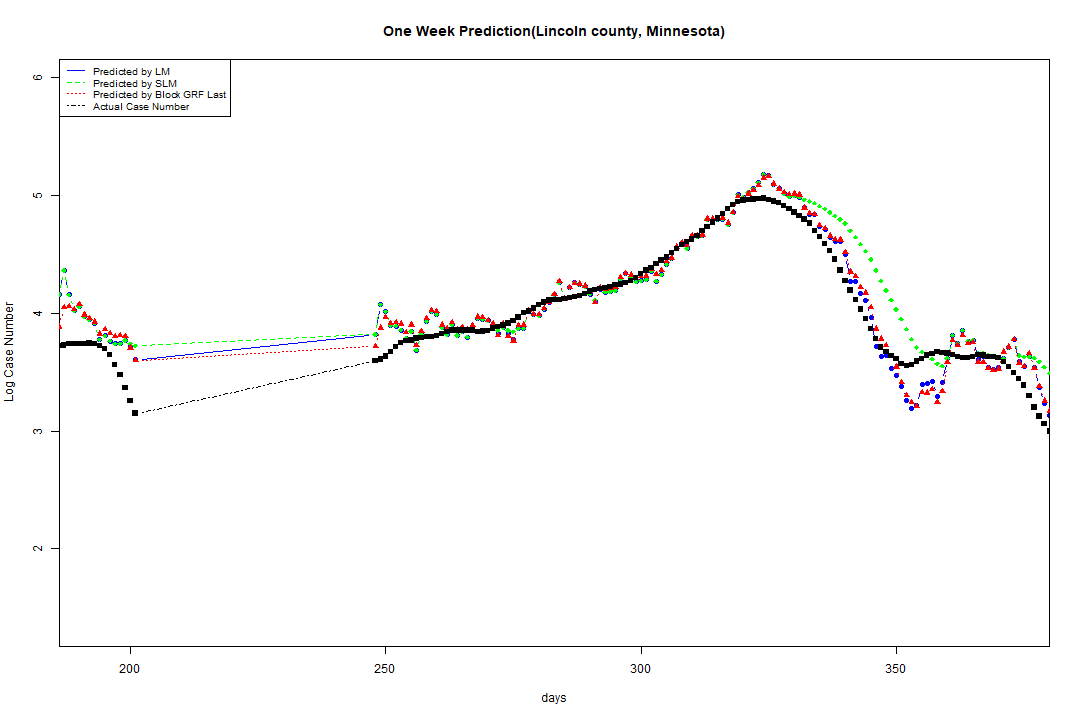 One Week Prediction(Lincoln county, Minnesota)
Predicted by LM
Predicted by SLM
Predicted by Block GRF Last
Actual Case Number
6
5
4
3
2
Log Case Number
200 250 300 350
days